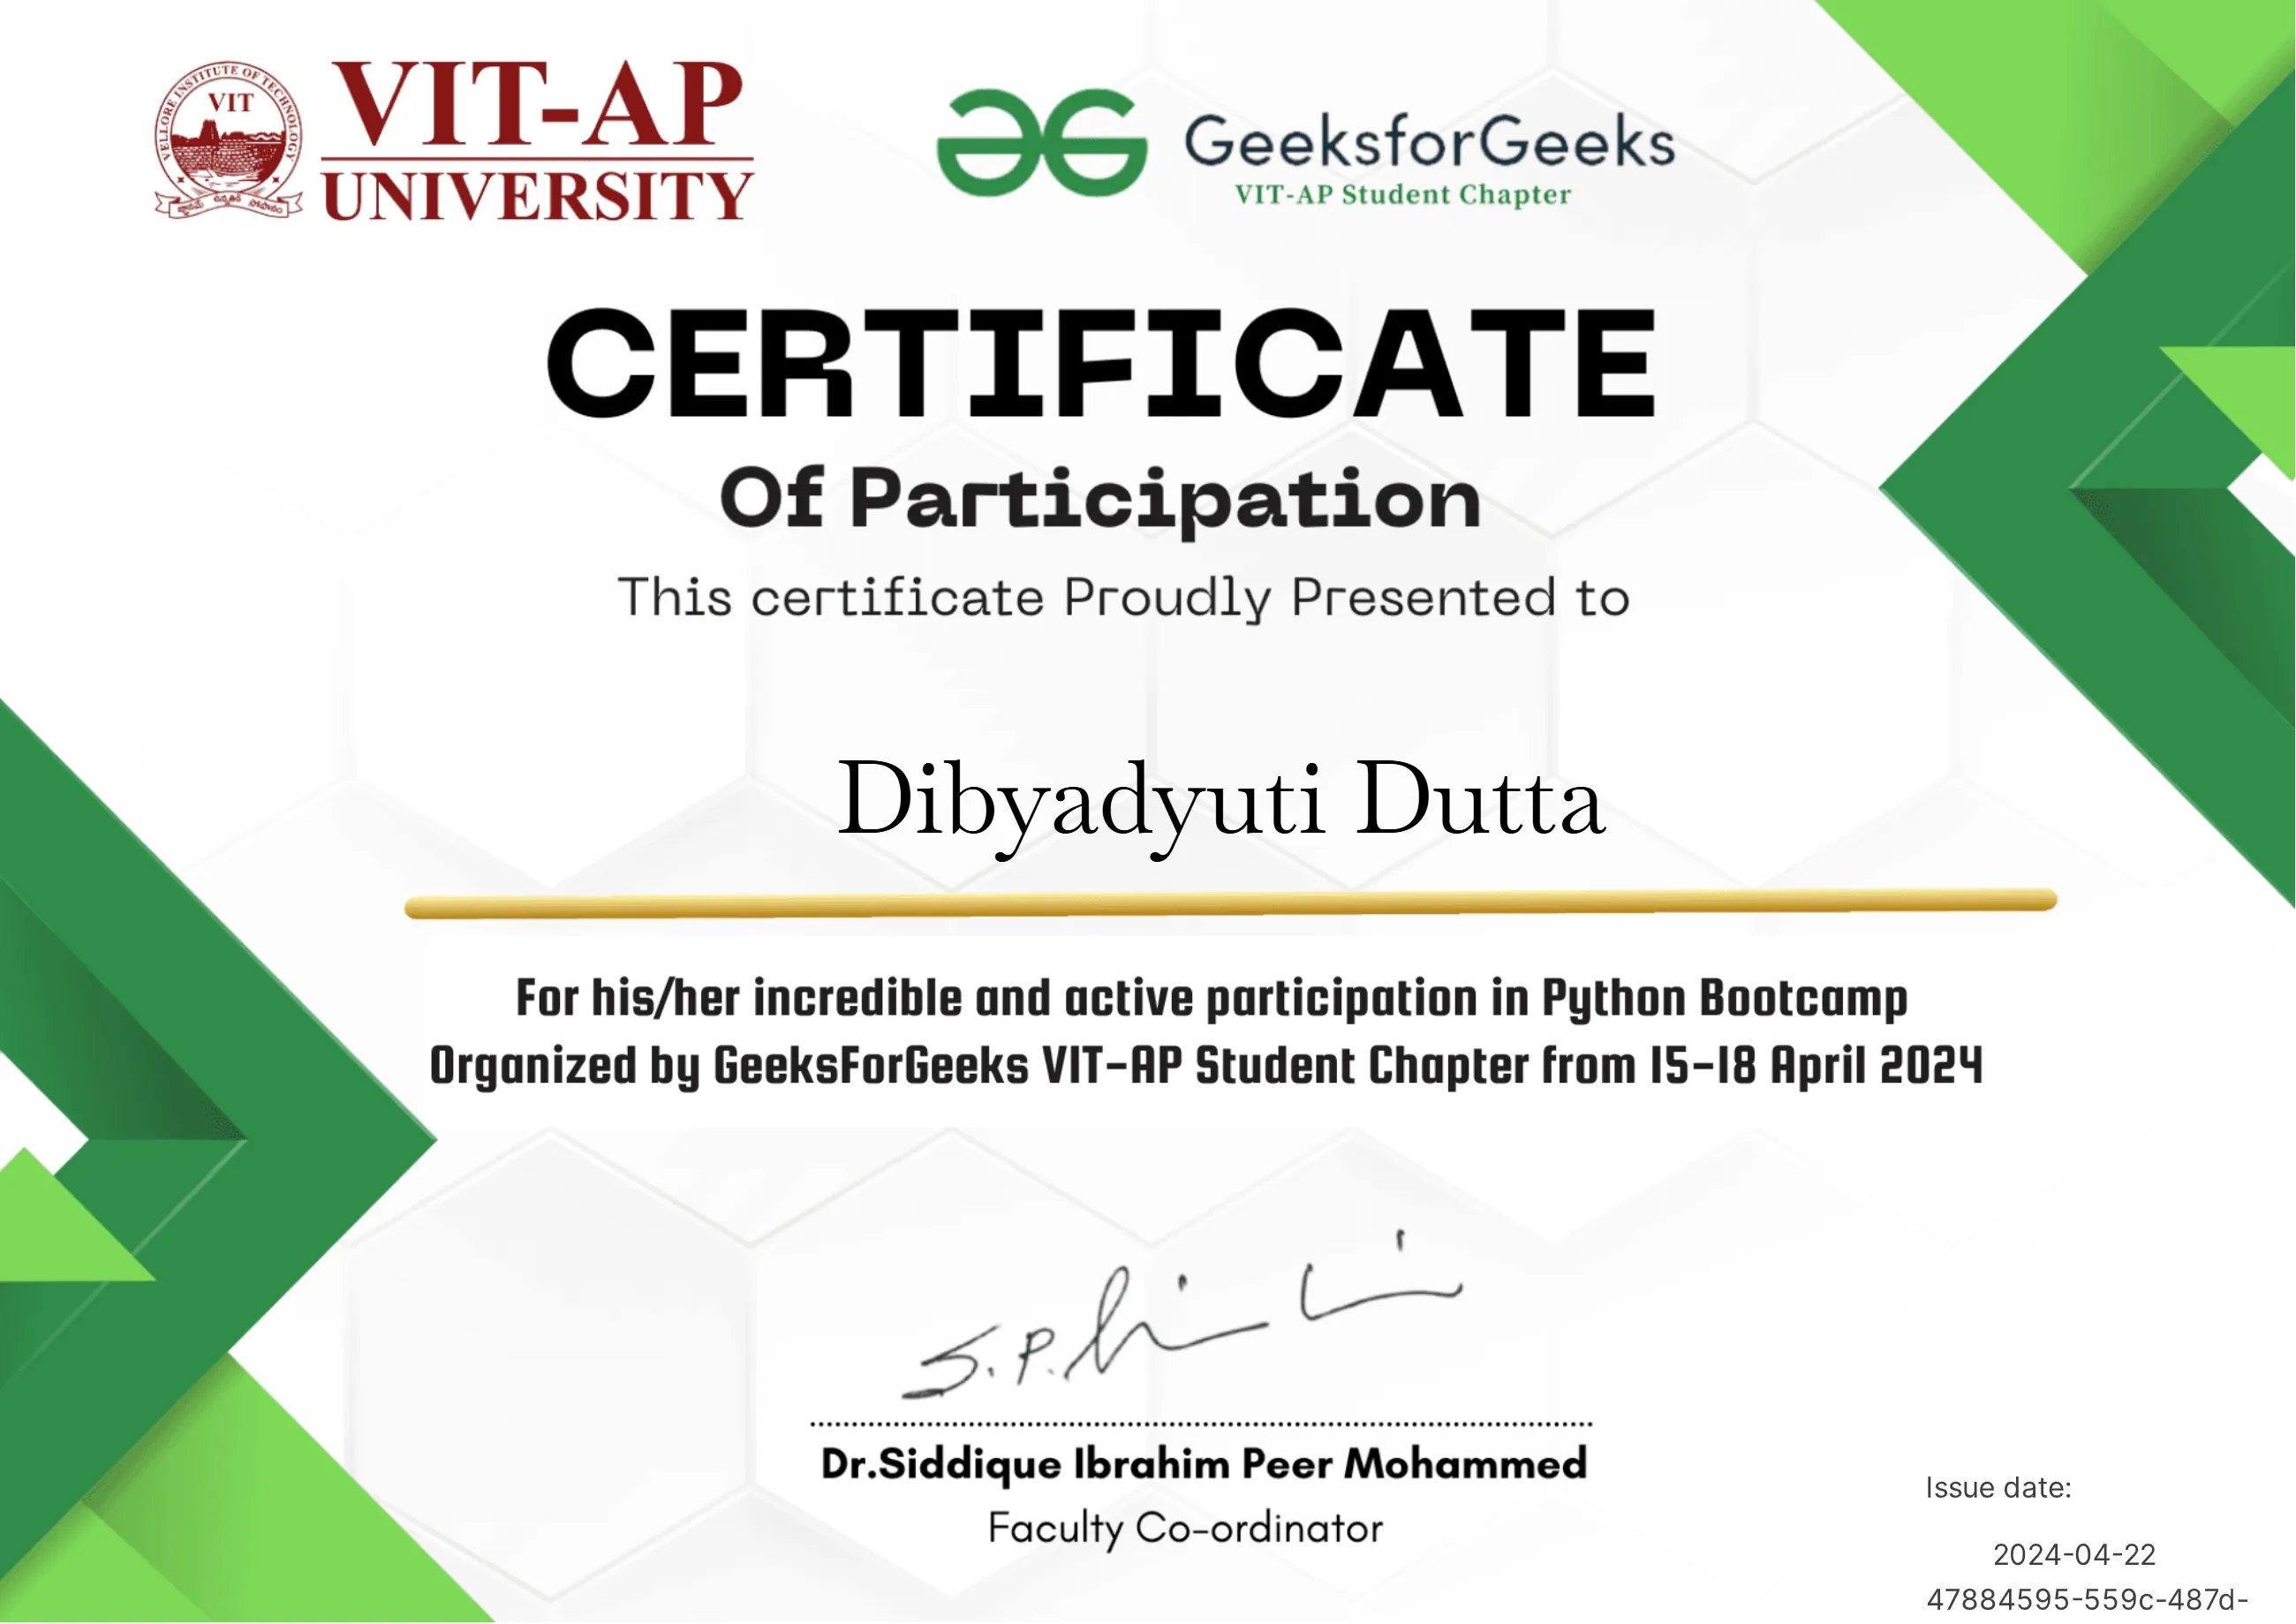 VELLORE INSTITUTE OF TECHNOLOGY
VIT
VIT-AP
UNIVERSITY
GeeksforGeeks
VIT-AP Student Chapter
CERTIFICATE
Of Participation
This certificate Proudly Presented to
Dibyadyuti Dutta
For his/her incredible and active participation in Python Bootcamp
Organized by GeeksForGeeks VIT-AP Student Chapter from 15-18 April 2024
S.P.
Dr.Siddique Ibrahim Peer Mohammed
Faculty Co-ordinator
Issue date:
2024-04-22
47884595-559c-487d-